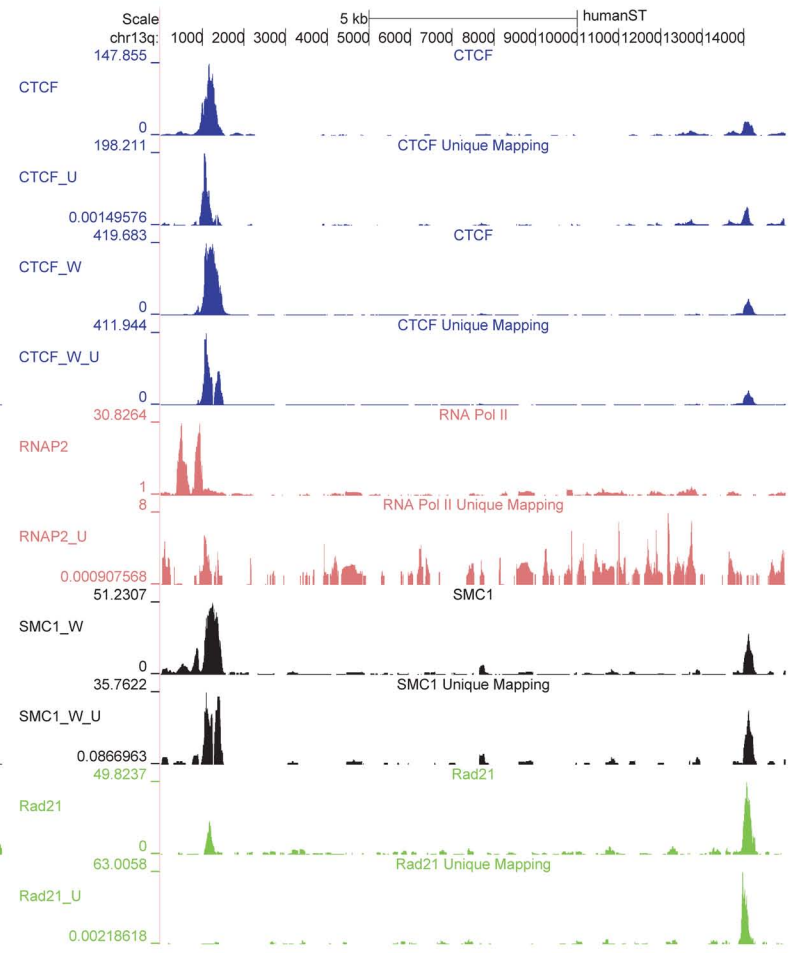 Scale 5 kb humanST
chr13q: 1000 2000 3000 4000 5000 6000 7000 8000 9000 10000 11000 12000 13000 14000
147.855 CTCF
CTCF
0
198.211 CTCF Unique Mapping
CTCF_U
0.00149576
419.683 CTCF
CTCF_W
0
411.944 CTCF Unique Mapping
CTCF_W_U
0
30.8264 RNA Pol II
RNAP2
1
8 RNA Pol II Unique Mapping
RNAP2_U
0.000907568
51.2307 SMC1
SMC1_W
0
35.7622 SMC1 Unique Mapping
SMC1_W_U
0.0866963
49.8237 Rad21
Rad21
0
63.0058 Rad21 Unique Mapping
Rad21_U
0.00218618